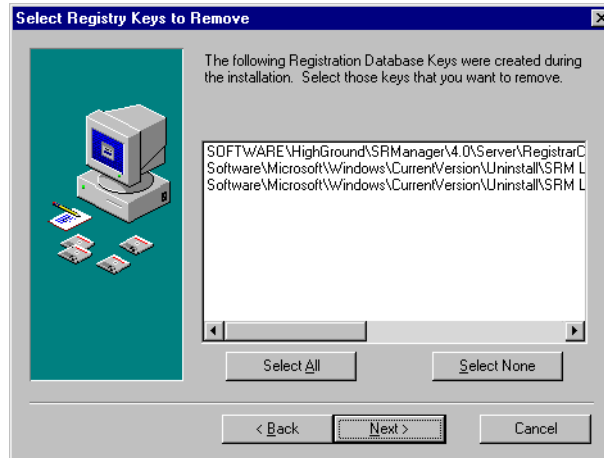 Select Registry Keys to Remove
The following Registration Database Keys were created during
the installation. Select those keys that you want to remove.
SOFTWARE\HighGround\SRManager\4.0\Server\RegistrarC
Software\Microsoft\Windows\CurrentVersion\Uninstall\SRM L
Software\Microsoft\Windows\CurrentVersion\Uninstall\SRM L
Select All
Select None
< Back
Next >
Cancel